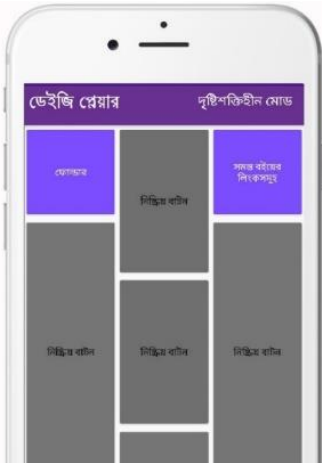 ডেইজি প্লেয়ার
দৃষ্টিশক্তিহীন মোড
ফোল্ডার
নিষ্ক্রিয় বাটন
সমস্ত বইয়ের
লিংকসমূহ
নিষ্ক্রিয় বাটন
নিষ্ক্রিয় বাটন
নিষ্ক্রিয় বাটন